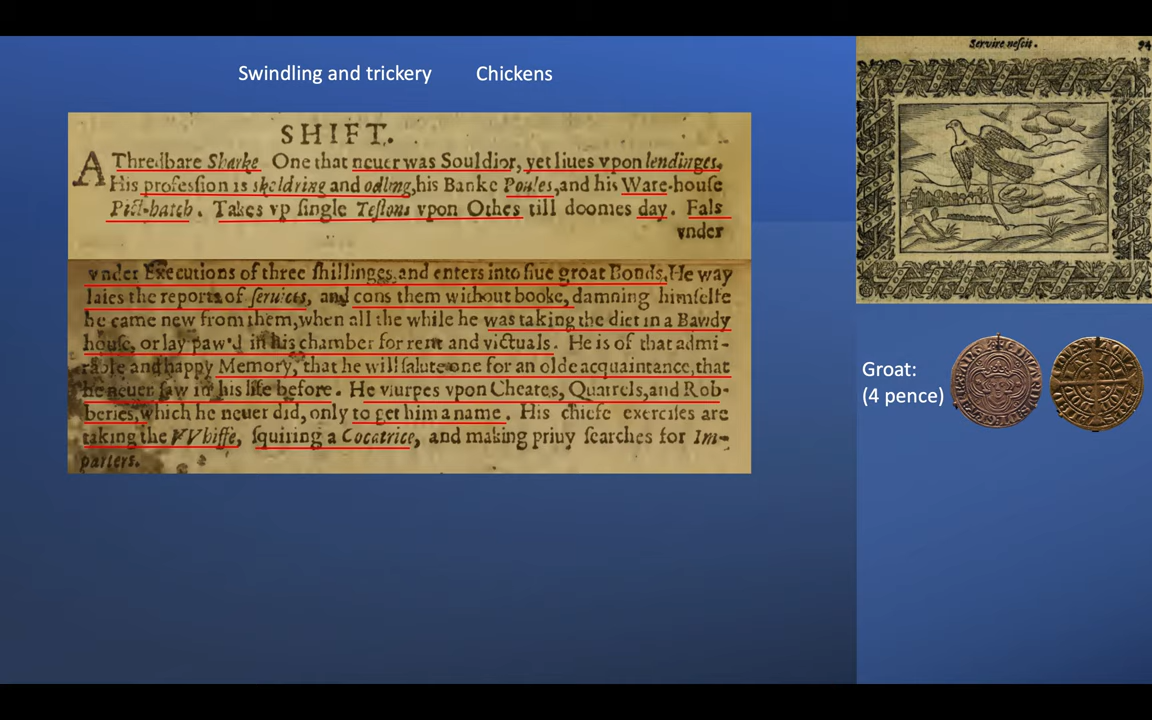 Swindling and trickery Chickens
SHIFT.
A Thredbare Sharke. One that neuer was Souldior, yet liues vpon lendinges.
His profession is skeldring and odling, his Banke Poules, and his Ware-house
Pict-hatch. Takes vp single Testons vpon Othes till doomes day. Fals
vnder
vnder Executions of three shillinges, and enters into fiue groat Bonds. He way
laies the reports of seruices, and cons them without booke, damning himselfe
he came new from them, when all the while he was taking the diet in a Bawdy
house, or lay paw'd in his chamber for rent and victuals. He is of that admi-
rable and happy Memory, that he will salute one for an olde acquaintance, that
he neuer saw in his life before. He vsurpes vpon Cheates, Quarrels, and Rob-
beries, which he neuer did, only to get him a name. His chiefe exercises are
taking the VVhiffe, squiring a Cocatrice, and making priuy searches for Im-
parters.
Seruire nescit. 94
Groat:
(4 pence)